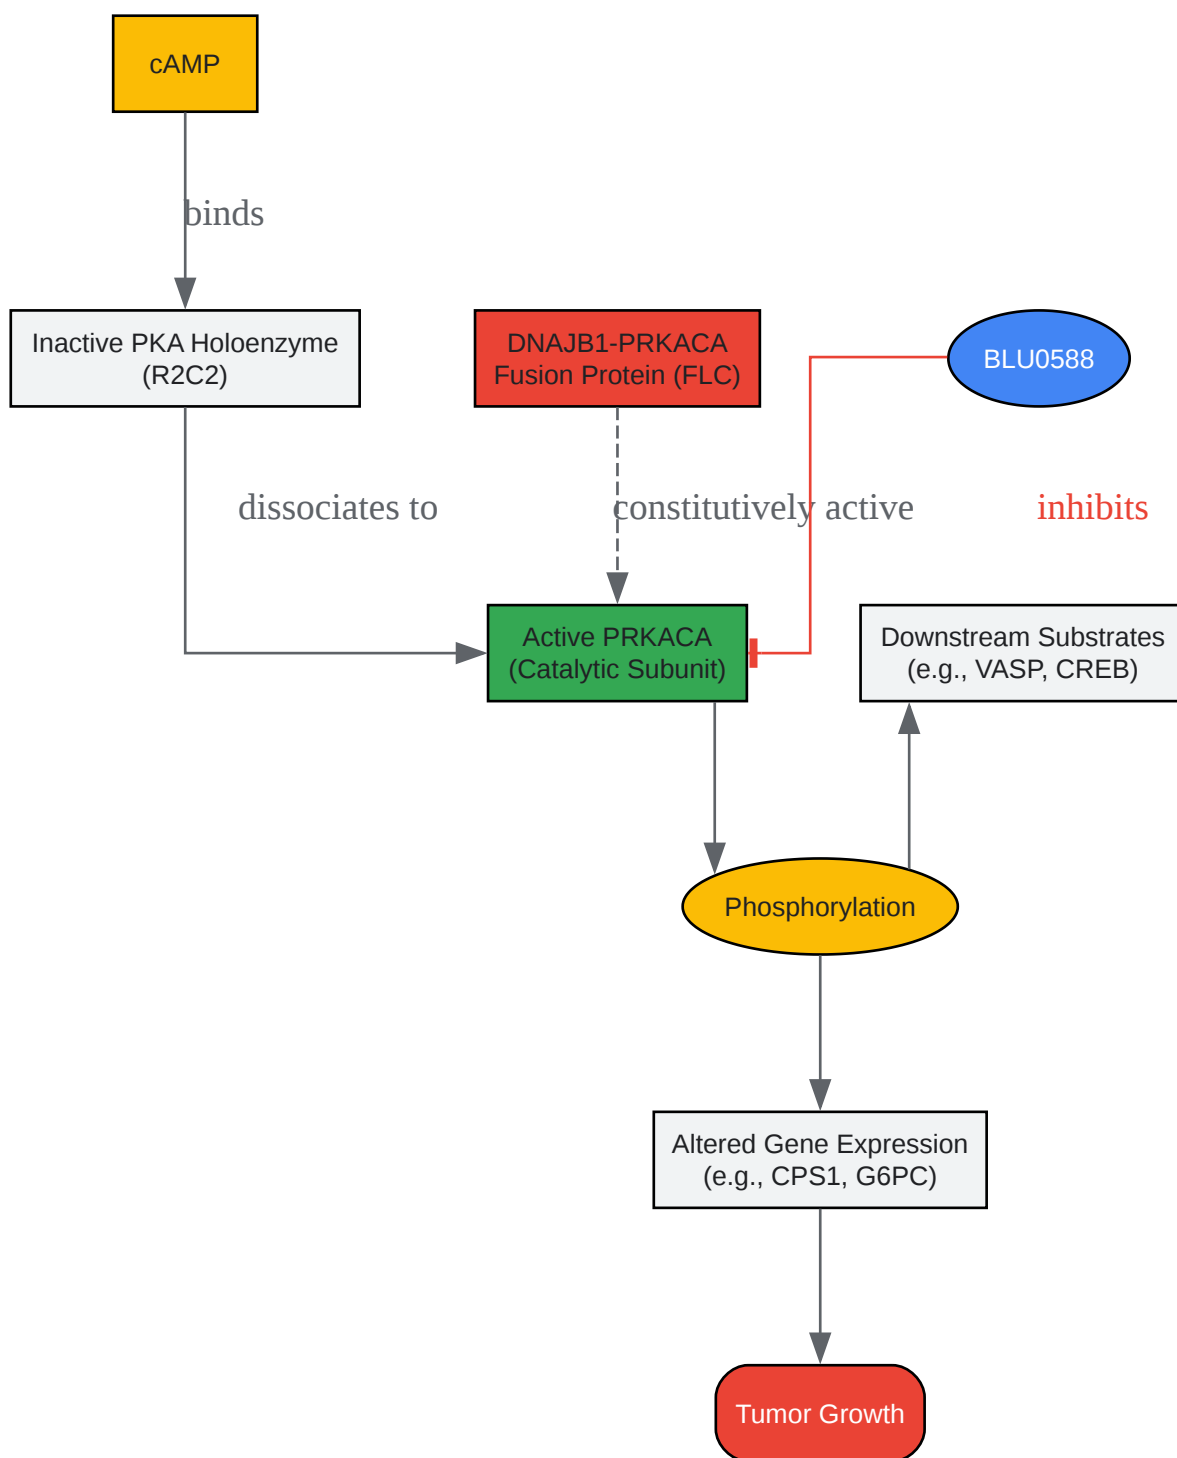 cAMP
binds
Inactive PKA Holoenzyme
(R2C2)
DNAJB1-PRKACA
Fusion Protein (FLC)
BLU0588
dissociates to
constitutively active
inhibits
Active PRKACA
(Catalytic Subunit)
Downstream Substrates
(e.g., VASP, CREB)
Phosphorylation
Altered Gene Expression
(e.g., CPS1, G6PC)
Tumor Growth